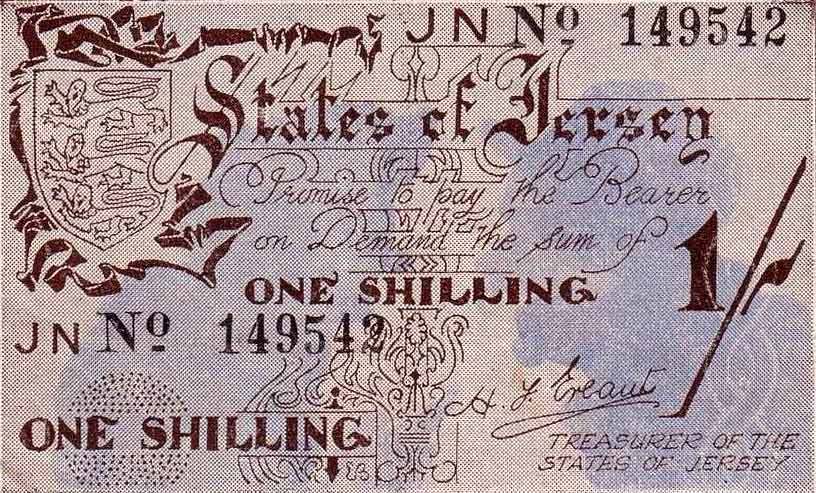 JN No 149542
States of Jersey
Promise to pay the Bearer
on Demand the sum of
1/-
ONE SHILLING
JN No 149542
H. F. Ereaut
ONE SHILLING
TREASURER OF THE
STATES OF JERSEY